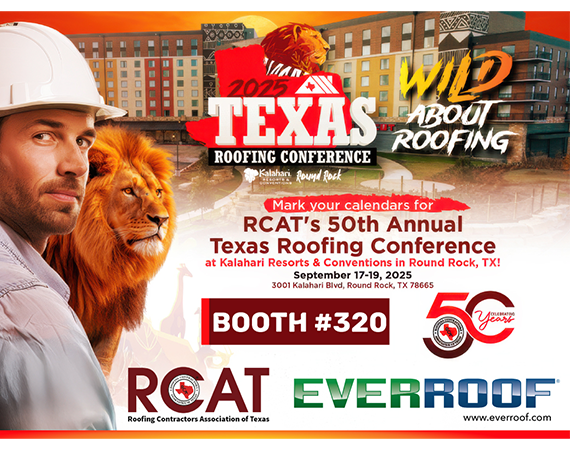 2025
TEXAS
ROOFING CONFERENCE
Kalahari
RESORTS & CONVENTIONS
Round Rock
WILD
ABOUT
ROOFING
Mark your calendars for
RCAT's 50th Annual
Texas Roofing Conference
at Kalahari Resorts & Conventions in Round Rock, TX!
September 17-19, 2025
3001 Kalahari Blvd, Round Rock, TX 78665
BOOTH #320
50
CELEBRATING
Years
RCAT
Roofing Contractors Association of Texas
EVERROOF®
www.everroof.com